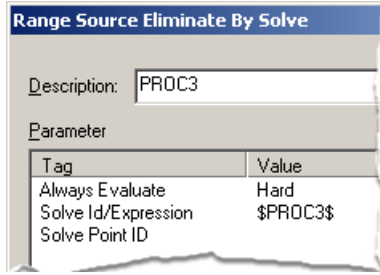 Range Source Eliminate By Solve
Description: PROC3
Parameter
Tag Value
Always Evaluate Hard
Solve Id/Expression $PROC3$
Solve Point ID